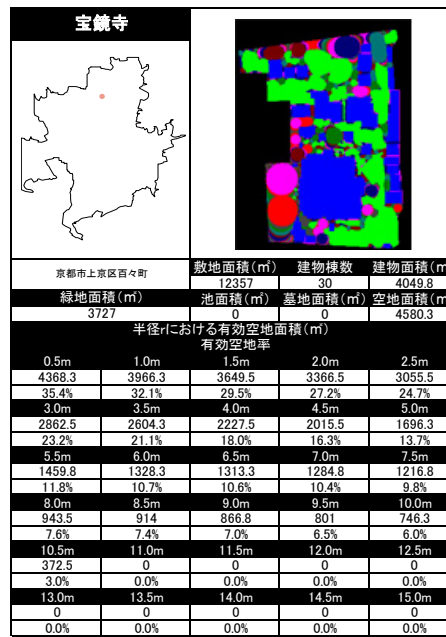 宝鏡寺
京都市上京区百々町
敷地面積(㎡) 建物棟数 建物面積(㎡
12357 30 4049.8
緑地面積(㎡) 池面積(㎡) 墓地面積(㎡) 空地面積(㎡)
3727 0 0 4580.3
半径rにおける有効空地面積(㎡)
有効空地率
0.5m 1.0m 1.5m 2.0m 2.5m
4368.3 3966.3 3649.5 3366.5 3055.5
35.4% 32.1% 29.5% 27.2% 24.7%
3.0m 3.5m 4.0m 4.5m 5.0m
2862.5 2604.3 2227.5 2015.5 1696.3
23.2% 21.1% 18.0% 16.3% 13.7%
5.5m 6.0m 6.5m 7.0m 7.5m
1459.8 1328.3 1313.3 1284.8 1216.8
11.8% 10.7% 10.6% 10.4% 9.8%
8.0m 8.5m 9.0m 9.5m 10.0m
943.5 914 866.8 801 746.3
7.6% 7.4% 7.0% 6.5% 6.0%
10.5m 11.0m 11.5m 12.0m 12.5m
372.5 0 0 0 0
3.0% 0.0% 0.0% 0.0% 0.0%
13.0m 13.5m 14.0m 14.5m 15.0m
0 0 0 0 0
0.0% 0.0% 0.0% 0.0% 0.0%